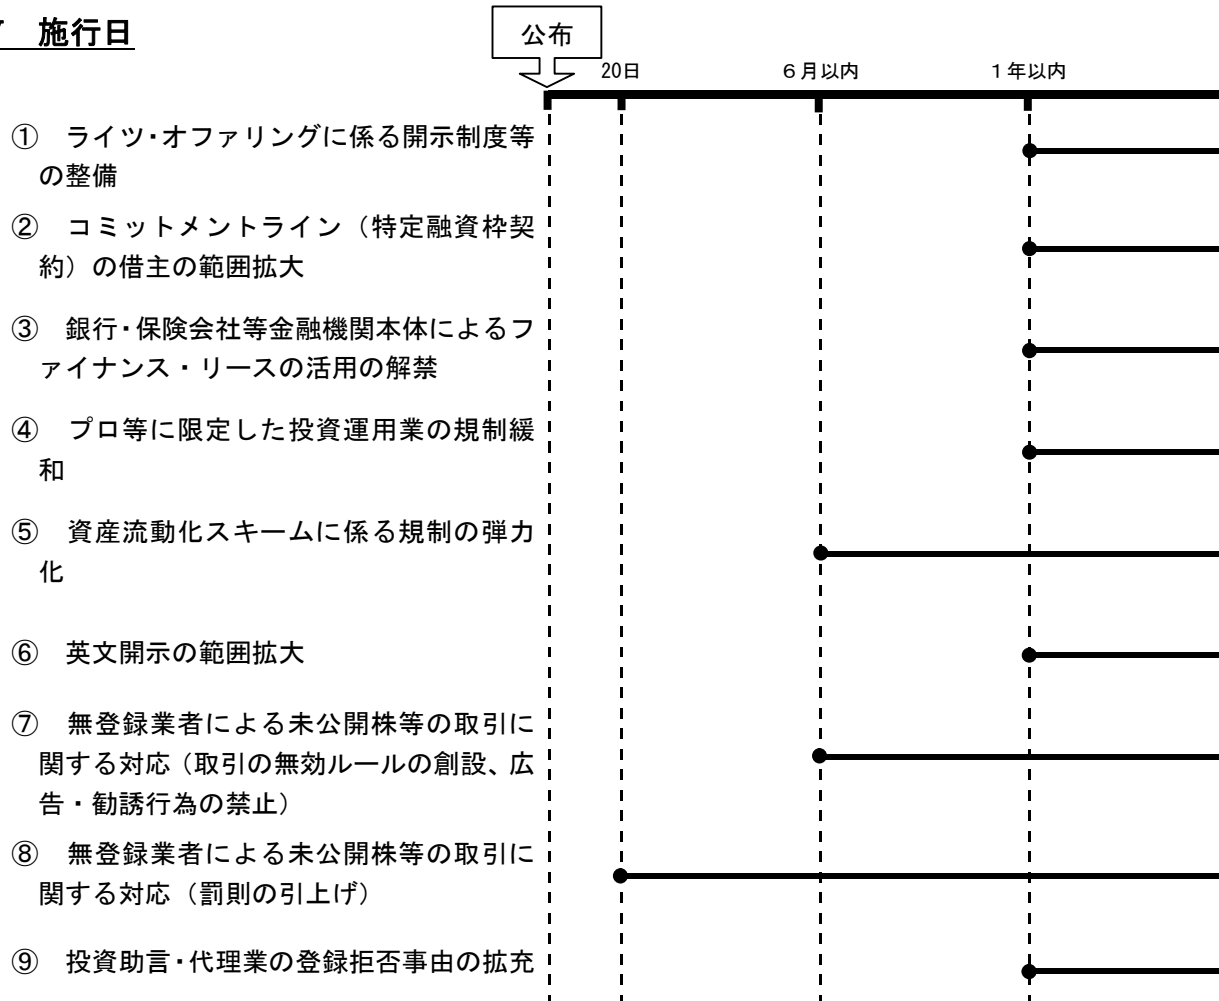 施行日
公布
20日
６月以内
１年以内
① ライツ・オファリングに係る開示制度等
の整備
② コミットメントライン（特定融資枠契
約）の借主の範囲拡大
③ 銀行・保険会社等金融機関本体によるフ
ァイナンス・リースの活用の解禁
④ プロ等に限定した投資運用業の規制緩
和
⑤ 資産流動化スキームに係る規制の弾力
化
⑥ 英文開示の範囲拡大
⑦ 無登録業者による未公開株等の取引に
関する対応（取引の無効ルールの創設、広
告・勧誘行為の禁止）
⑧ 無登録業者による未公開株等の取引に
関する対応（罰則の引上げ）
⑨ 投資助言・代理業の登録拒否事由の拡充